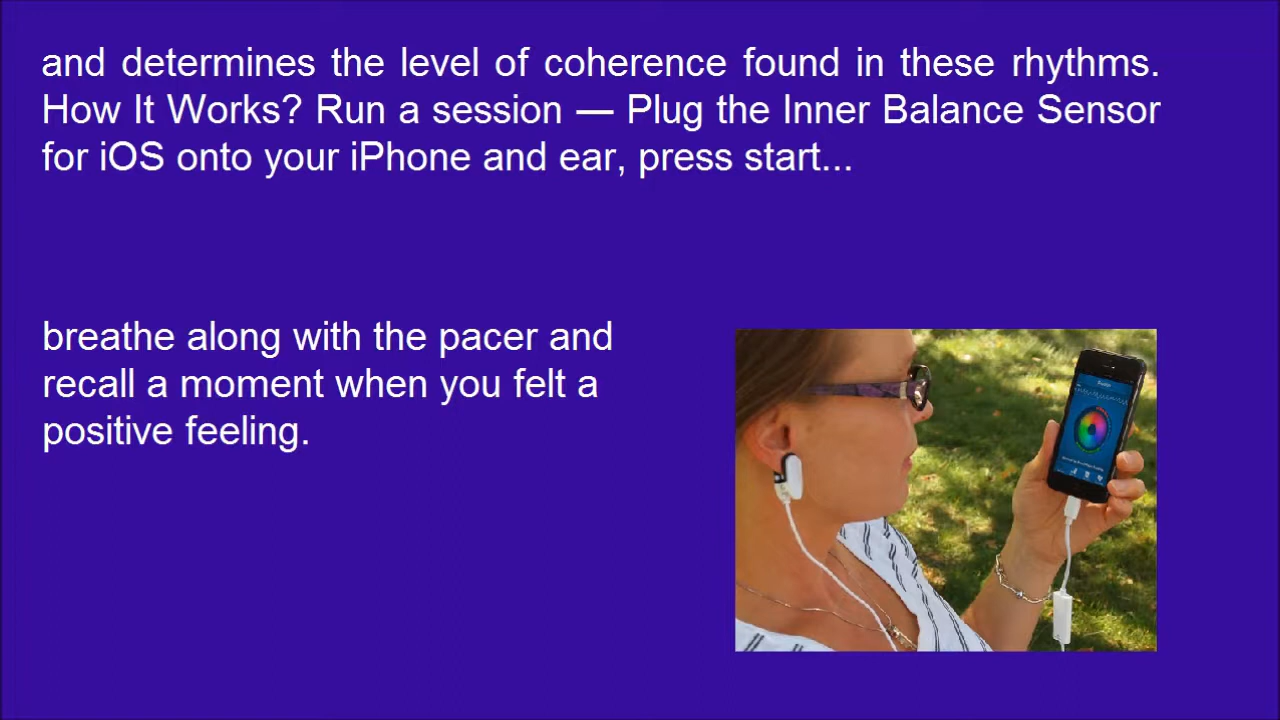 and determines the level of coherence found in these rhythms.
How It Works? Run a session — Plug the Inner Balance Sensor
for iOS onto your iPhone and ear, press start...
breathe along with the pacer and
recall a moment when you felt a
positive feeling.